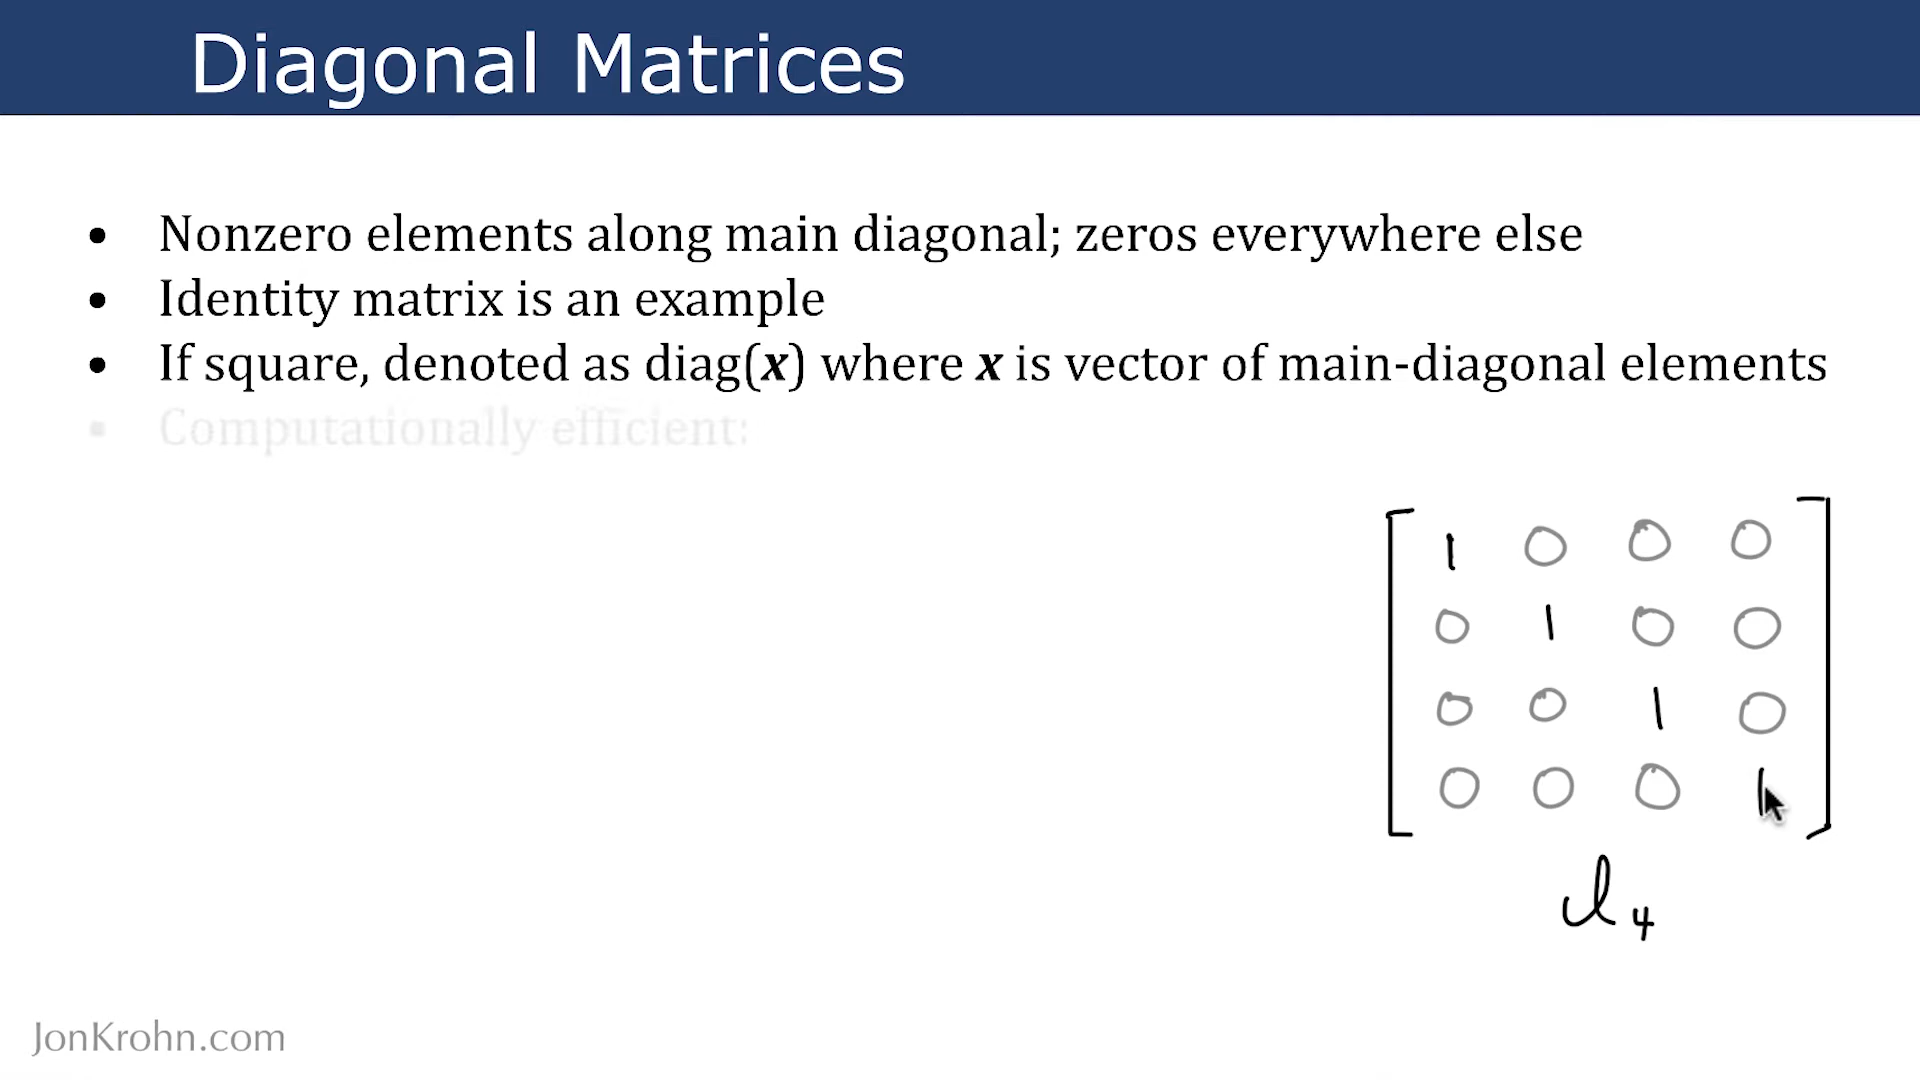 Diagonal Matrices
• Nonzero elements along main diagonal; zeros everywhere else
• Identity matrix is an example
• If square, denoted as diag(x) where x is vector of main-diagonal elements
• Computationally efficient:
1 0 0 0
0 1 0 0
0 0 1 0
0 0 0 1
I₄
JonKrohn.com